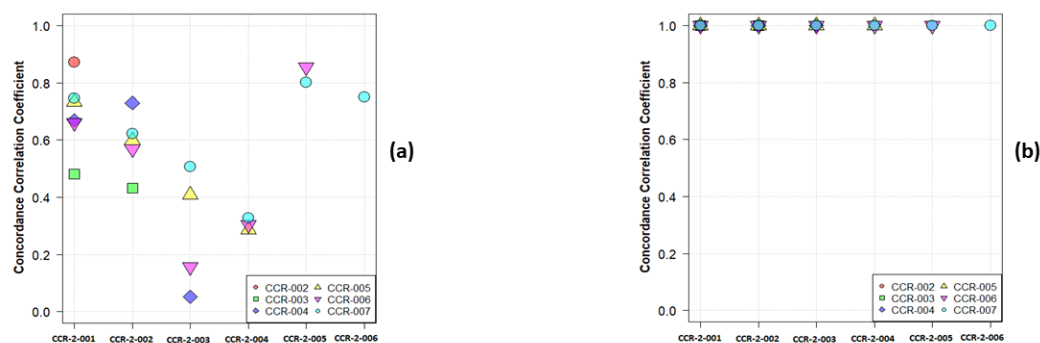 Concordance Correlation Coefficient
1.0
0.8
0.6
0.4
0.2
0.0
CCR-002 CCR-005
CCR-003 CCR-006
CCR-004 CCR-007
CCR-2-001 CCR-2-002 CCR-2-003 CCR-2-004 CCR-2-005 CCR-2-006
(a)
Concordance Correlation Coefficient
1.0
0.8
0.6
0.4
0.2
0.0
CCR-002 CCR-005
CCR-003 CCR-006
CCR-004 CCR-007
CCR-2-001 CCR-2-002 CCR-2-003 CCR-2-004 CCR-2-005 CCR-2-006
(b)